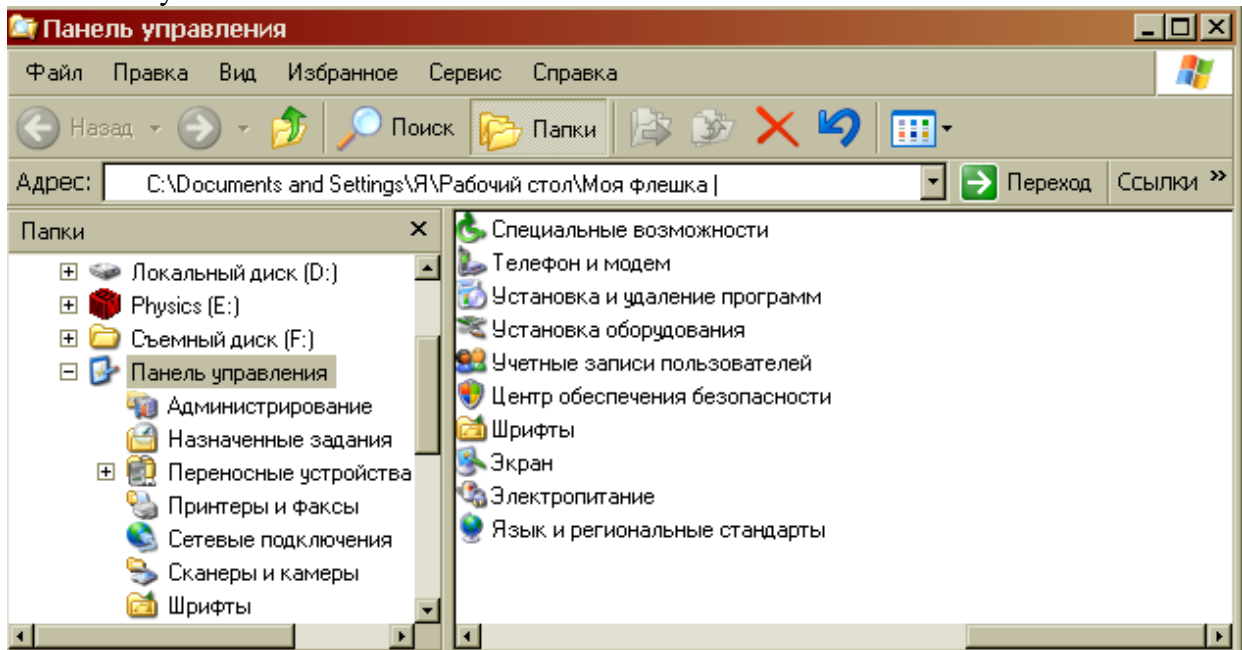 у
Панель управления
Файл Правка Вид Избранное Сервис Справка
Назад Поиск Папки
Адрес: C:\Documents and Settings\Я\Рабочий стол\Моя флешка Переход Ссылки »
Папки
Локальный диск (D:)
Physics (E:)
Съемный диск (F:)
Панель управления
Администрирование
Назначенные задания
Переносные устройства
Принтеры и факсы
Сетевые подключения
Сканеры и камеры
Шрифты
Специальные возможности
Телефон и модем
Установка и удаление программ
Установка оборудования
Учетные записи пользователей
Центр обеспечения безопасности
Шрифты
Экран
Электропитание
Язык и региональные стандарты